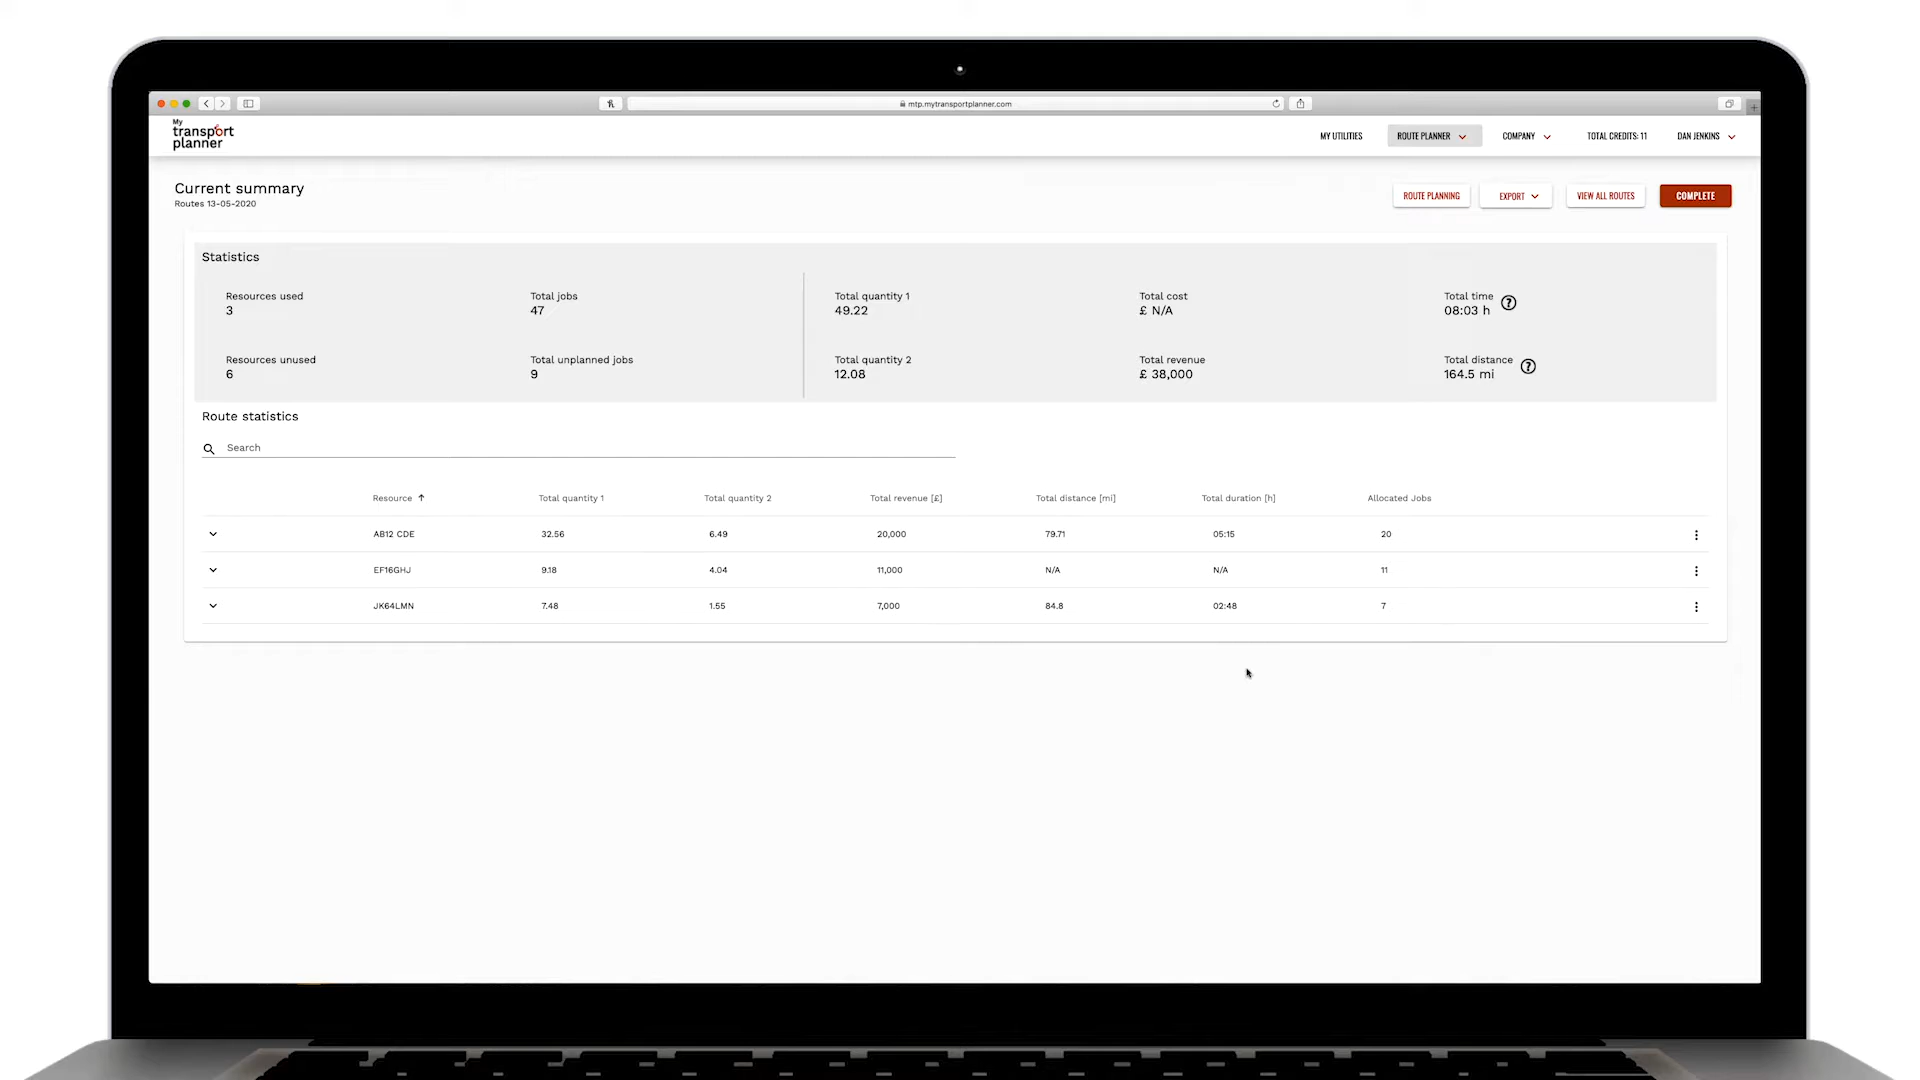 mtp.mytransportplanner.com
My
transport
planner
MY UTILITIES ROUTE PLANNER COMPANY TOTAL CREDITS: 11 DAN JENKINS
Current summary
Routes 13-05-2020
ROUTE PLANNING EXPORT VIEW ALL ROUTES COMPLETE
Statistics
Resources used Total jobs Total quantity 1 Total cost Total time
3 47 49.22 £ N/A 08:03 h
Resources unused Total unplanned jobs Total quantity 2 Total revenue Total distance
6 9 12.08 £ 38,000 164.5 mi
Route statistics
Search
Resource Total quantity 1 Total quantity 2 Total revenue [£] Total distance [mi] Total duration [h] Allocated Jobs
AB12 CDE 32.56 6.49 20,000 79.71 05:15 20
EF16GHJ 9.18 4.04 11,000 N/A N/A 11
JK64LMN 7.48 1.55 7,000 84.8 02:48 7